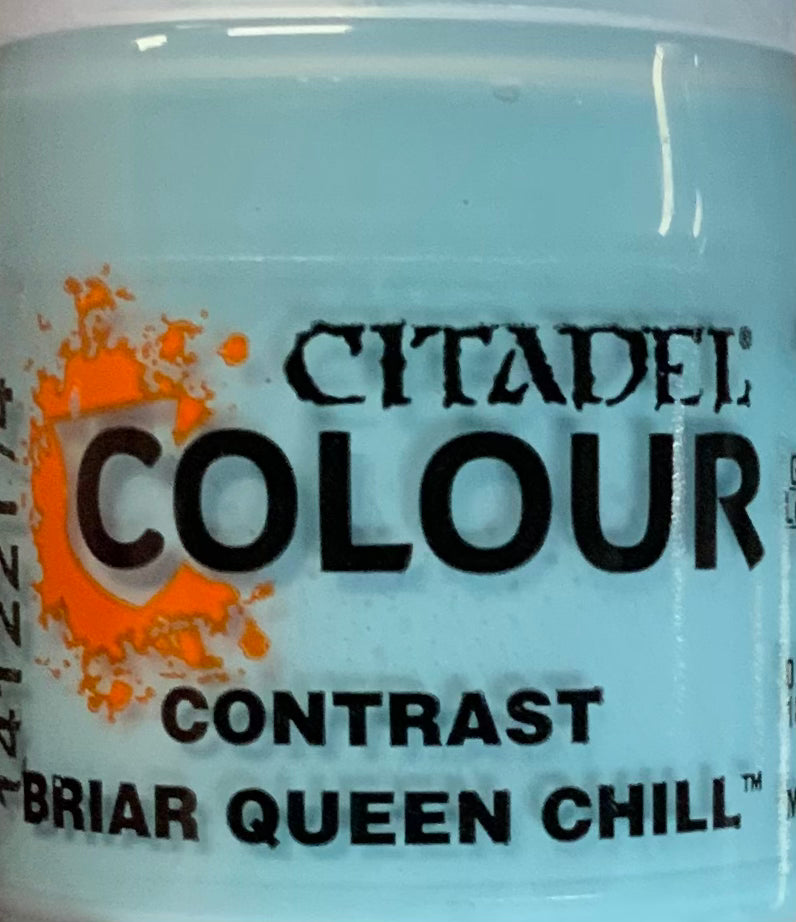 CITADEL®
COLOUR
CONTRAST
BRIAR QUEEN CHILL™